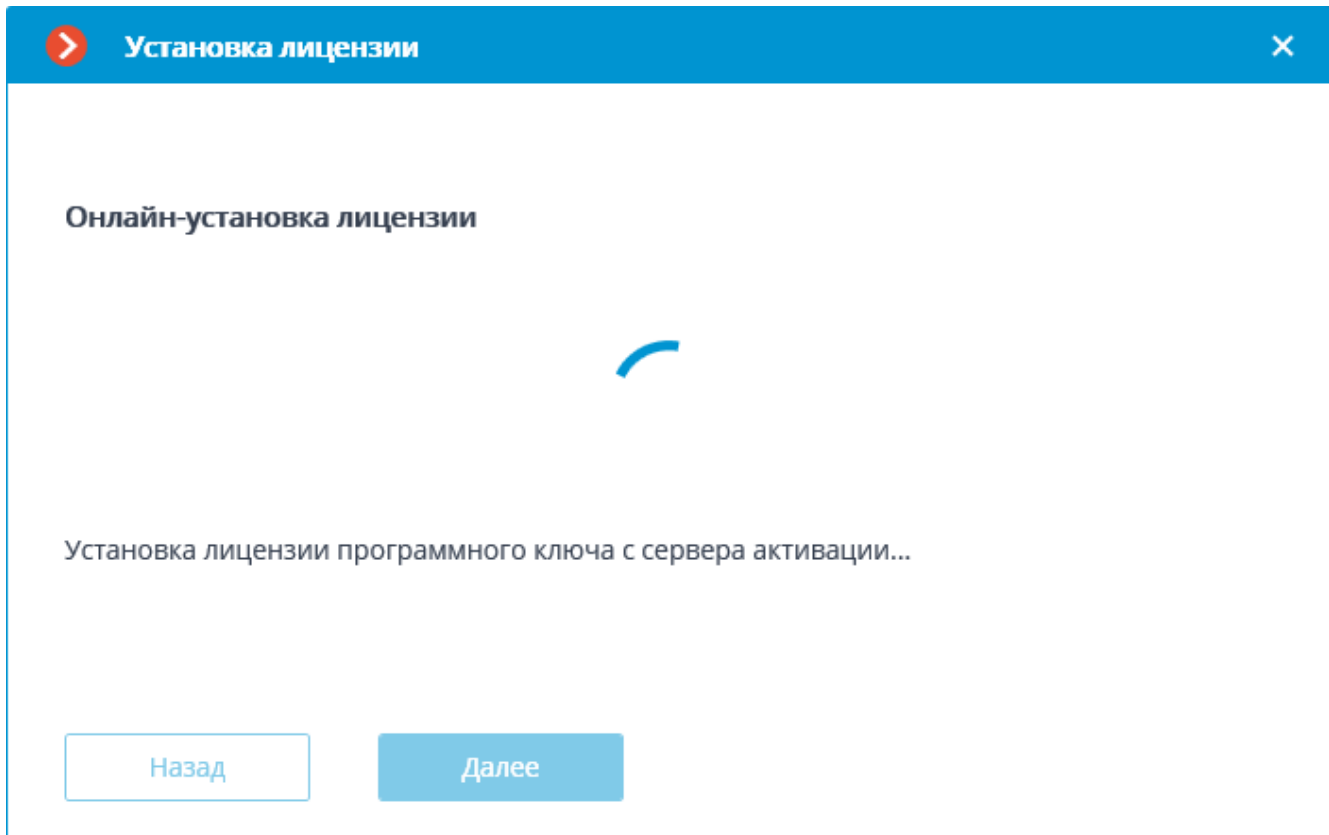 Установка лицензии
Онлайн-установка лицензии
Установка лицензии программного ключа с сервера активации...
Назад
Далее